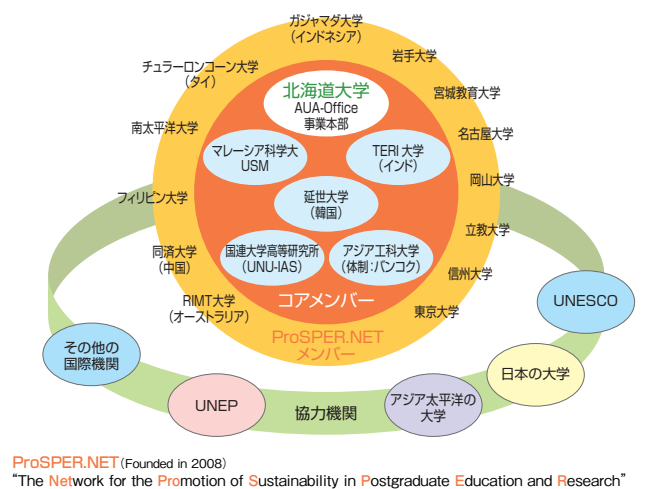 ガジャマダ大学
(インドネシア)
岩手大学
チュラーロンコーン大学
(タイ)
北海道大学
AUA-Office
事業本部
宮城教育大学
南太平洋大学
マレーシア科学大
USM
TERI 大学
(インド)
名古屋大学
延世大学
(韓国)
岡山大学
フィリピン大学
立教大学
同済大学
(中国)
国連大学高等研究所
(UNU-IAS)
アジア工科大学
(体制:バンコク)
信州大学
RIMT大学
(オーストラリア)
コアメンバー
東京大学
UNESCO
ProSPER.NET
メンバー
その他の
国際機関
日本の大学
UNEP
協力機関
アジア太平洋の
大学
ProSPER.NET(Founded in 2008)
“The Network for the Promotion of Sustainability in Postgraduate Education and Research”